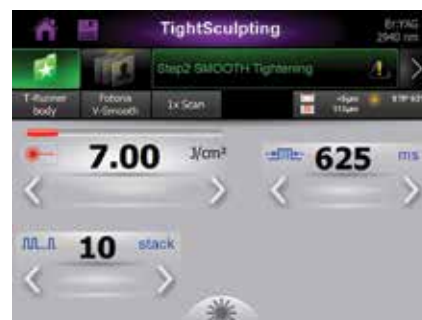 TightSculpting
Er:YAG
2940 nm
Step2 SMOOTH Tightening
T-Runner
body
Fotona
V-Smooth
1x Scan
7.00 J/cm²
625 ms
10 stack